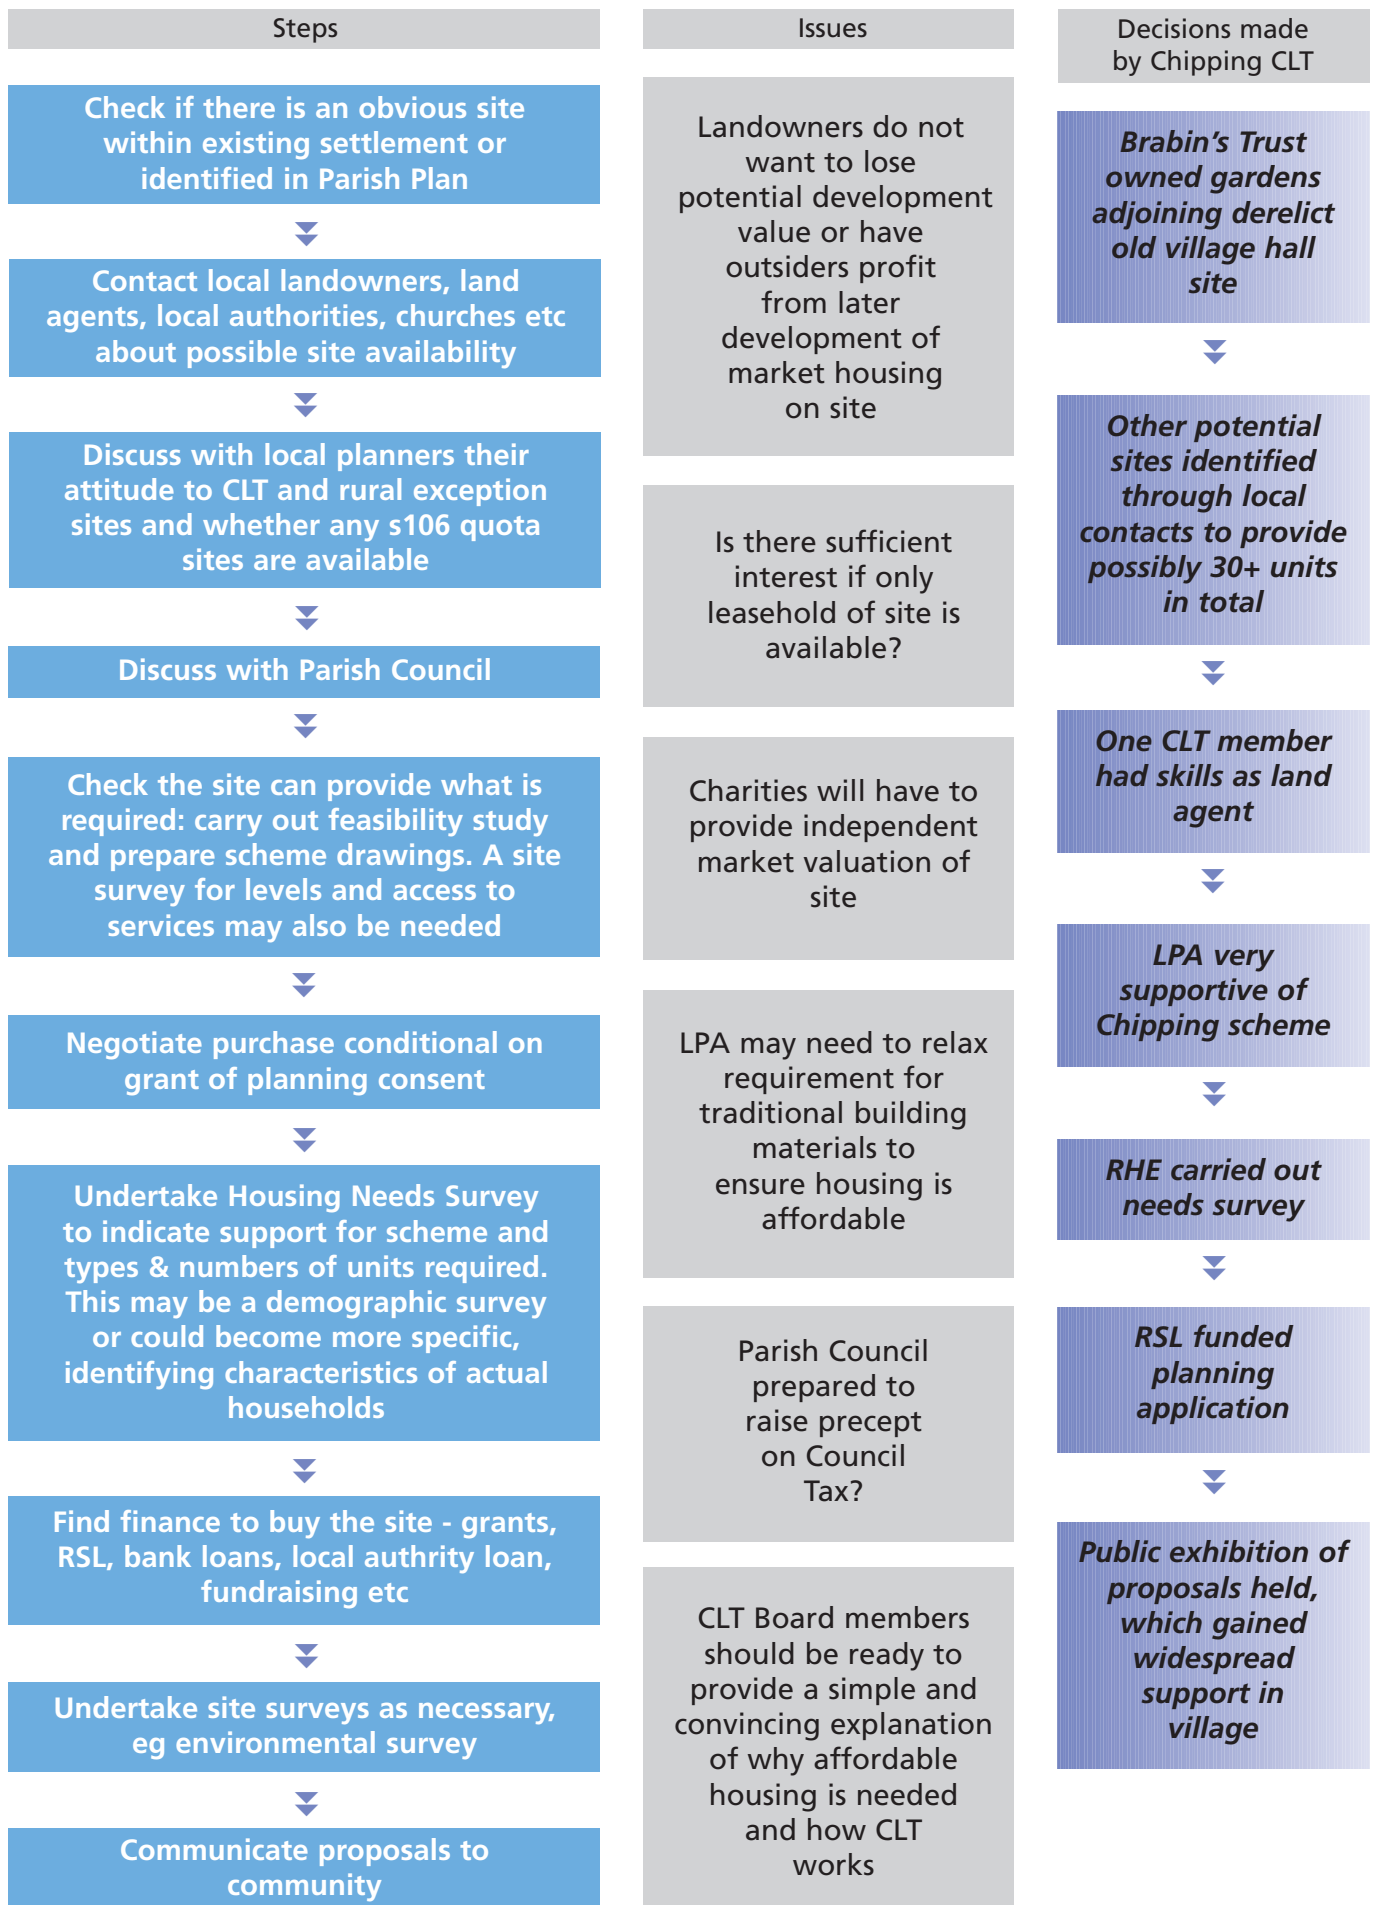 Steps
Check if there is an obvious site
within existing settlement or
identified in Parish Plan
Contact local landowners, land
agents, local authorities, churches etc
about possible site availability
Discuss with local planners their
attitude to CLT and rural exception
sites and whether any s106 quota
sites are available
Discuss with Parish Council
Check the site can provide what is
required: carry out feasibility study
and prepare scheme drawings. A site
survey for levels and access to
services may also be needed
Negotiate purchase conditional on
grant of planning consent
Undertake Housing Needs Survey
to indicate support for scheme and
types & numbers of units required.
This may be a demographic survey
or could become more specific,
identifying characteristics of actual
households
Find finance to buy the site - grants,
RSL, bank loans, local authrity loan,
fundraising etc
Undertake site surveys as necessary,
eg environmental survey
Communicate proposals to
community
Issues
Landowners do not
want to lose
potential development
value or have
outsiders profit
from later
development of
market housing
on site
Is there sufficient
interest if only
leasehold of site is
available?
Charities will have to
provide independent
market valuation of
site
LPA may need to relax
requirement for
traditional building
materials to
ensure housing is
affordable
Parish Council
prepared to
raise precept
on Council
Tax?
CLT Board members
should be ready to
provide a simple and
convincing explanation
of why affordable
housing is needed
and how CLT
works
Decisions made
by Chipping CLT
Brabin's Trust
owned gardens
adjoining derelict
old village hall
site
Other potential
sites identified
through local
contacts to provide
possibly 30+ units
in total
One CLT member
had skills as land
agent
LPA very
supportive of
Chipping scheme
RHE carried out
needs survey
RSL funded
planning
application
Public exhibition of
proposals held,
which gained
widespread
support in
village